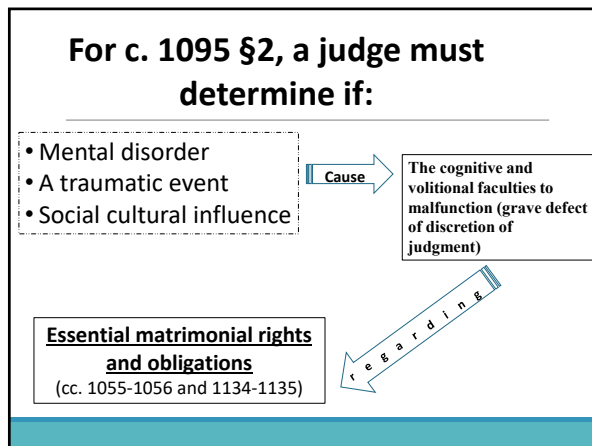 For c. 1095 §2, a judge must
determine if:
• Mental disorder
• A traumatic event
• Social cultural influence
Cause
The cognitive and
volitional faculties to
malfunction (grave defect
of discretion of
judgment)
regarding
Essential matrimonial rights
and obligations
(cc. 1055-1056 and 1134-1135)